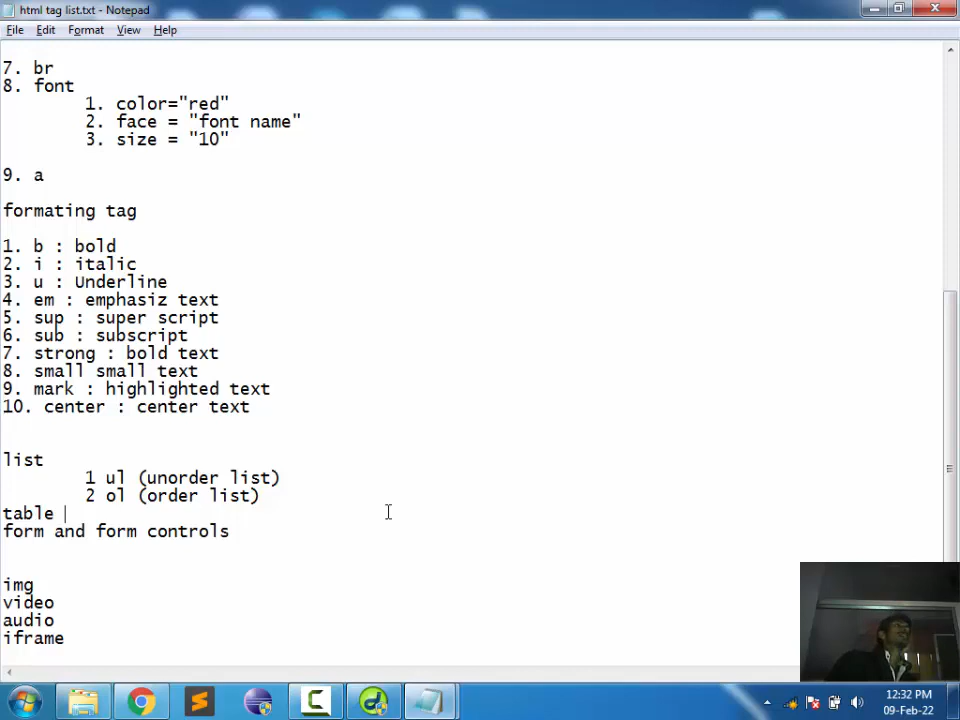 html tag list.txt - Notepad
File Edit Format View Help
7. br
8. font
1. color="red"
2. face = "font name"
3. size = "10"
9. a
formating tag
1. b : bold
2. i : italic
3. u : Underline
4. em : emphasiz text
5. sup : super script
6. sub : subscript
7. strong : bold text
8. small small text
9. mark : highlighted text
10. center : center text
list
1 ul (unorder list)
2 ol (order list)
table
form and form controls
img
video
audio
iframe
12:32 PM
09-Feb-22